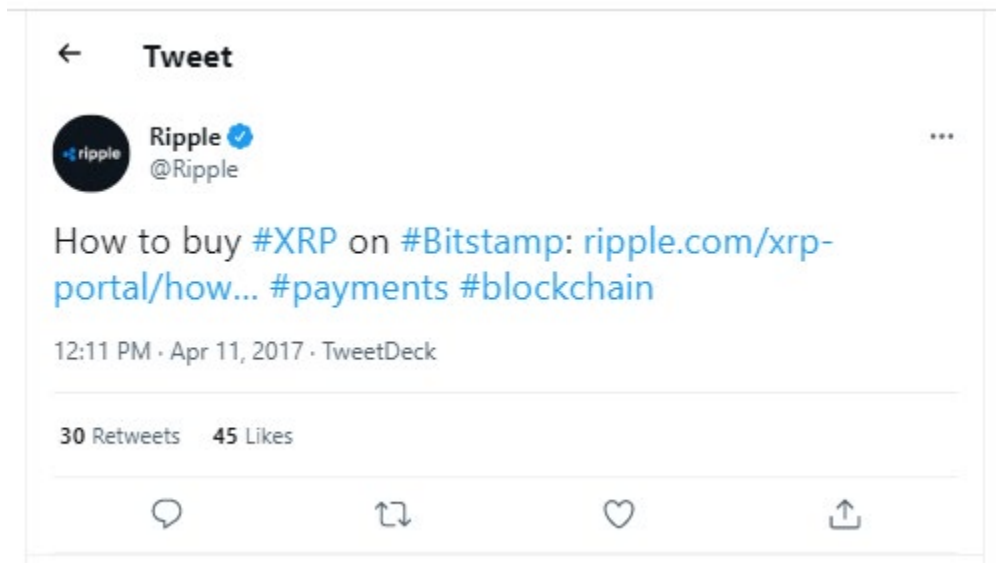 Tweet
ripple
Ripple
@Ripple
How to buy #XRP on #Bitstamp: ripple.com/xrp-
portal/how... #payments #blockchain
12:11 PM · Apr 11, 2017 · TweetDeck
30 Retweets 45 Likes